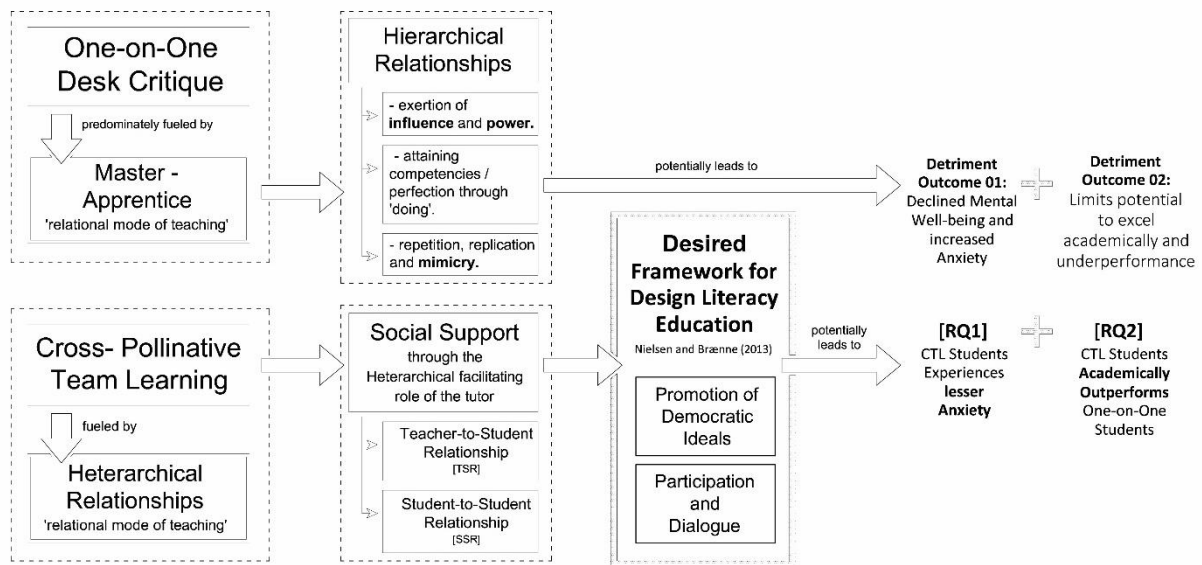 One-on-One
Desk Critique
predominately fueled by
Master -
Apprentice
'relational mode of teaching'
Hierarchical
Relationships
- exertion of
influence and power.
- attaining
competencies /
perfection through
'doing'.
- repetition, replication
and mimicry.
potentially leads to
Detriment
Outcome 01:
Declined Mental
Well-being and
increased
Anxiety
Detriment
Outcome 02:
Limits potential
to excel
academically and
underperformance
Cross- Pollinative
Team Learning
fueled by
Heterarchical
Relationships
'relational mode of teaching'
Social Support
through the
Heterarchical facilitating
role of the tutor
Teacher-to-Student
Relationship
[TSR]
Student-to-Student
Relationship
[SSR]
Desired
Framework for
Design Literacy
Education
Nielsen and Brænne (2013)
Promotion of
Democratic
Ideals
Participation
and
Dialogue
potentially
leads to
[RQ1]
CTL Students
Experiences
lesser
Anxiety
[RQ2]
CTL Students
Academically
Outperforms
One-on-One
Students